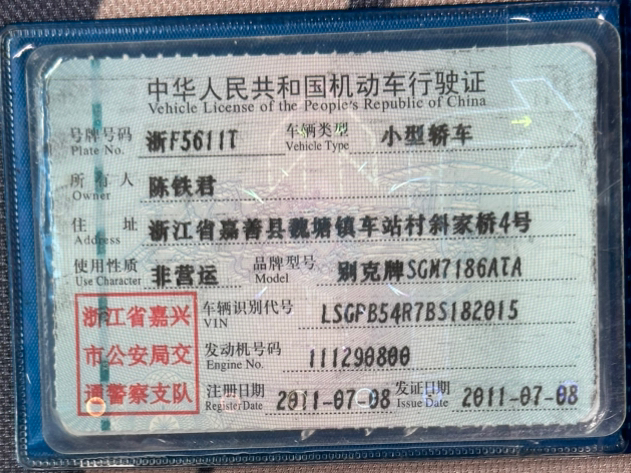 中华人民共和国机动车行驶证
Vehicle License of the People's Republic of China
号牌号码 浙F5611T 车辆类型 小型轿车
Plate No. Vehicle Type
所有人 陈铁君
Owner
住址 浙江省嘉善县魏塘镇车站村斜家桥4号
Address
使用性质 非营运 品牌型号 别克牌SGM7186ATA
Use Character Model
浙江省嘉兴 车辆识别代号 LSGFB54R7BS182015
VIN
市公安局交 发动机号码 111290800
Engine No.
通警察支队 注册日期 2011-07-08 发证日期 2011-07-08
Register Date Issue Date